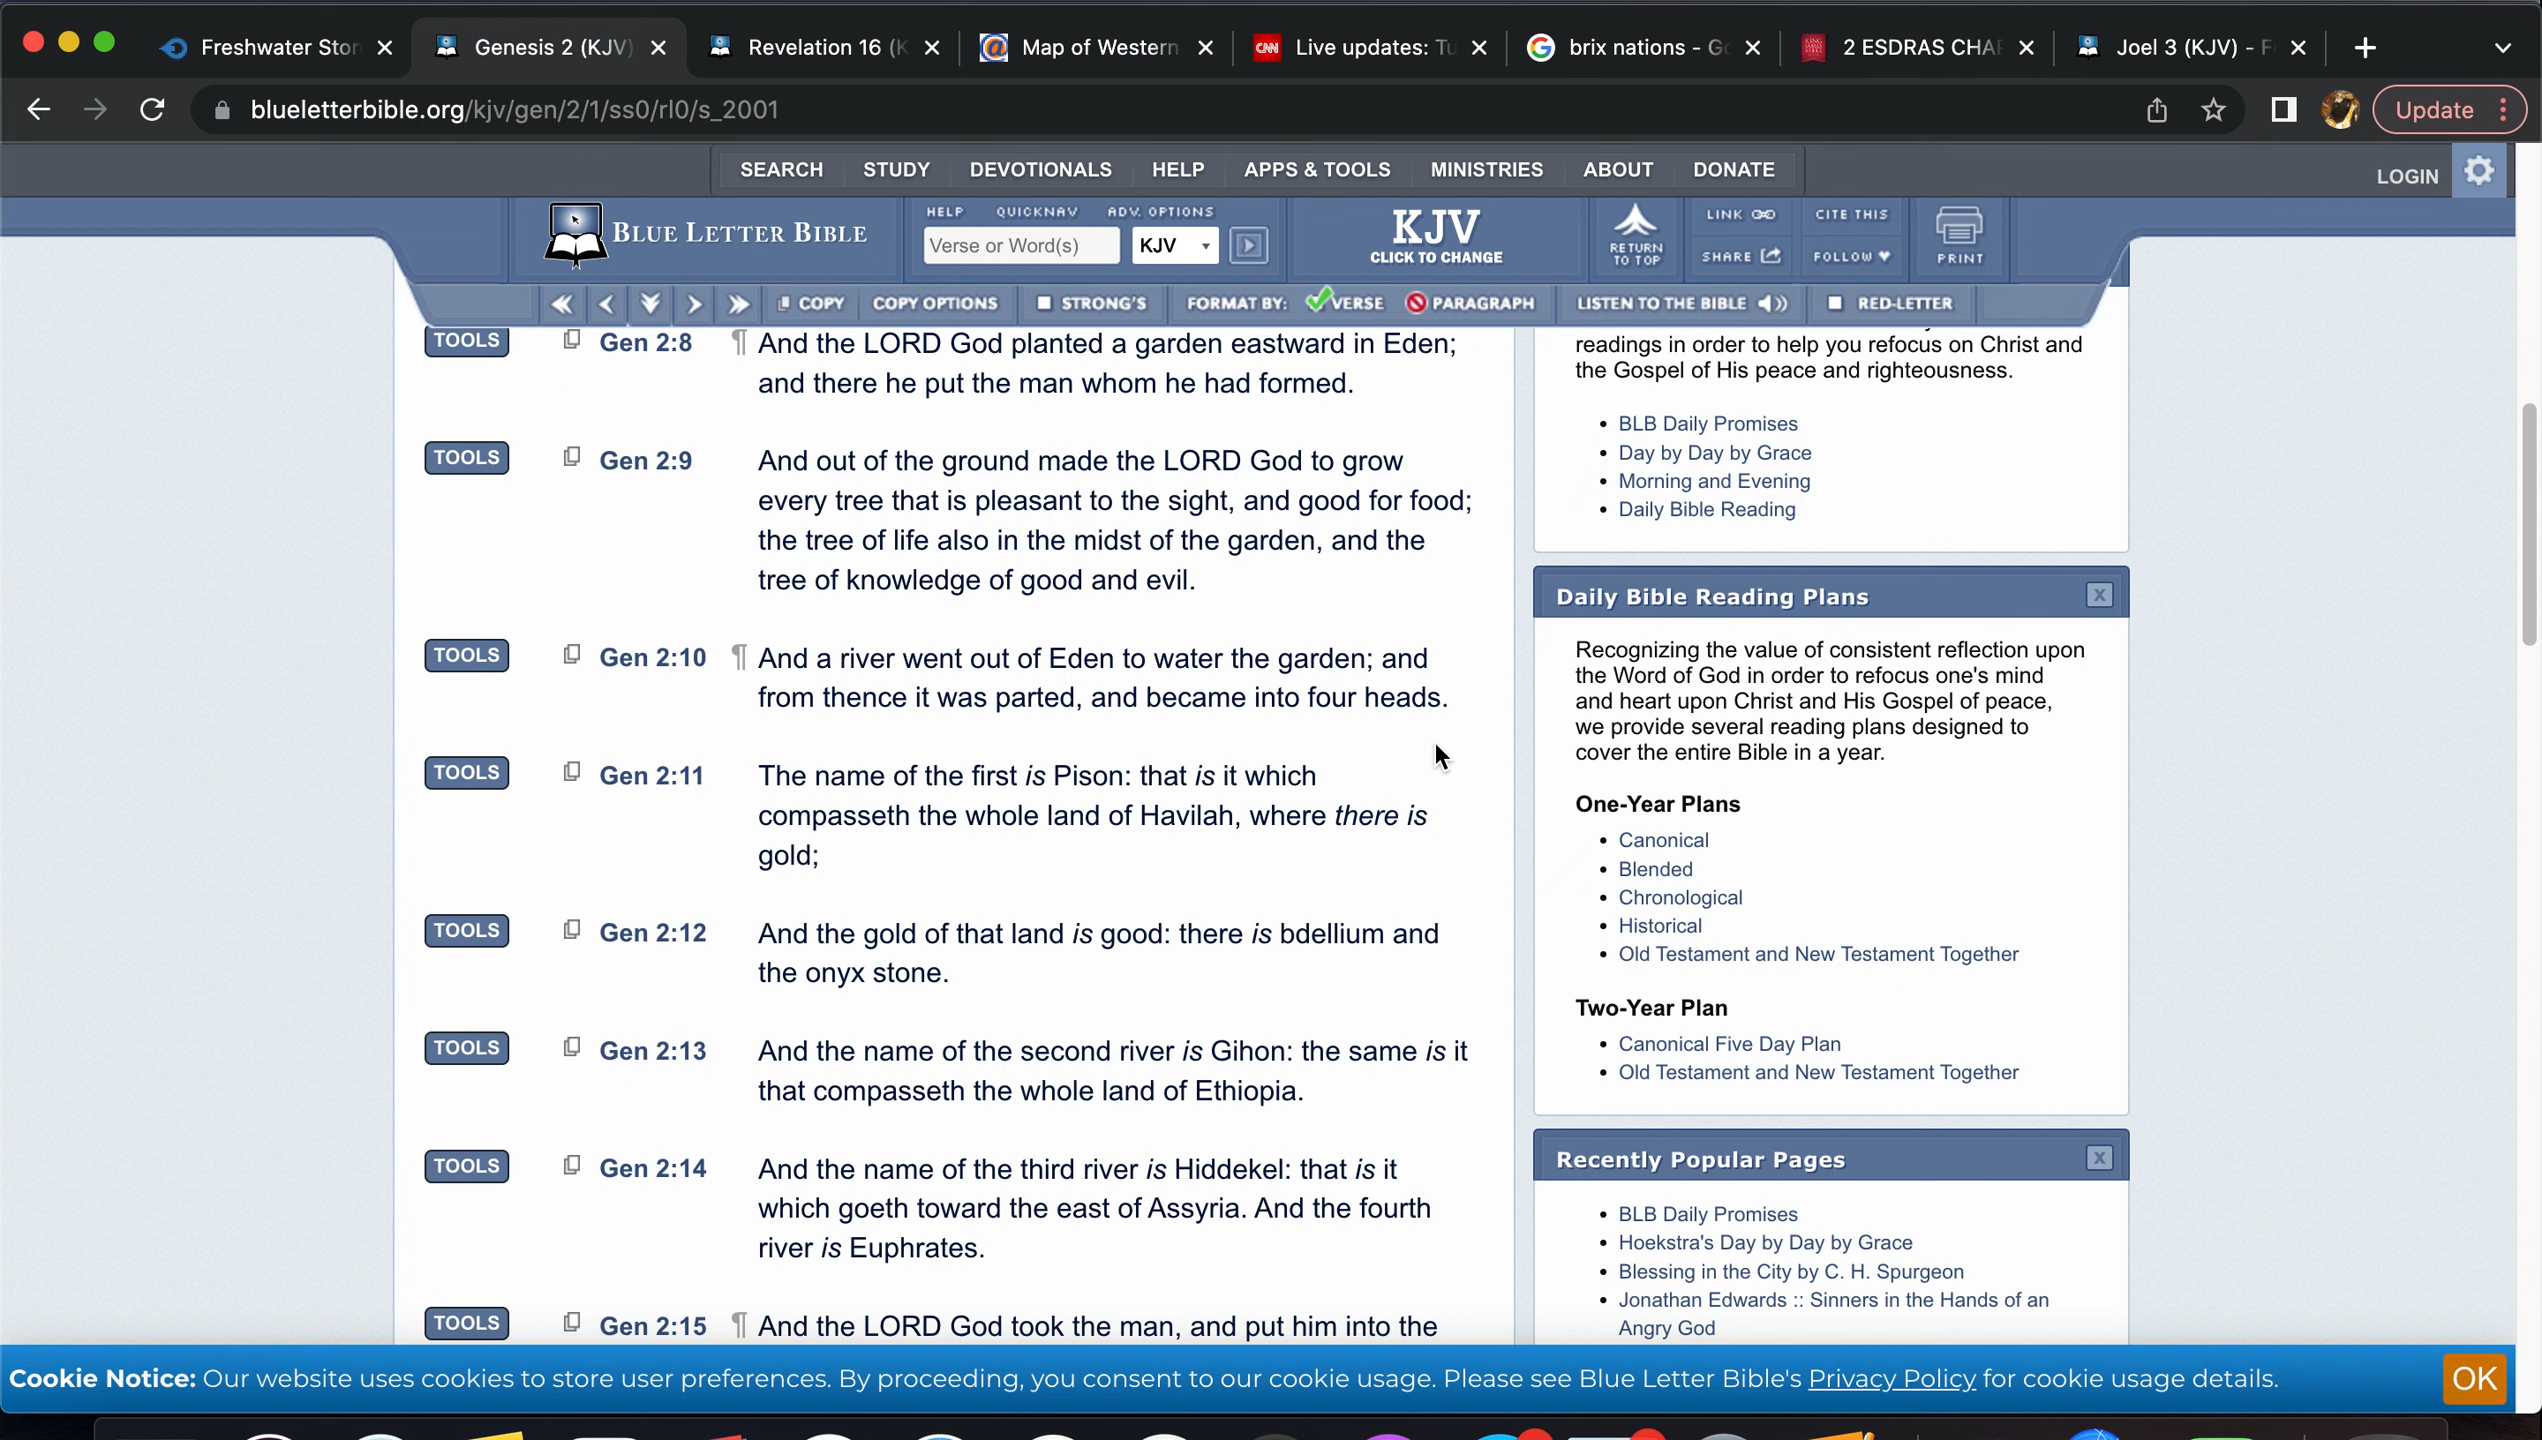 Freshwater Stor
Genesis 2 (KJV)
Revelation 16 (K
Map of Western
CNN
Live updates: Tu
brix nations - Go
2 ESDRAS CHA
Joel 3 (KJV) - F
blueletterbible.org/kjv/gen/2/1/ss0/rl0/s_2001
Update
SEARCH STUDY DEVOTIONALS HELP APPS & TOOLS MINISTRIES ABOUT DONATE
LOGIN
BLUE LETTER BIBLE
HELP QUICKNAV ADV. OPTIONS
Verse or Word(s)
KJV
KJV
CLICK TO CHANGE
RETURN
TO TOP
LINK
CITE THIS
SHARE
FOLLOW
PRINT
COPY COPY OPTIONS STRONG'S FORMAT BY: VERSE PARAGRAPH LISTEN TO THE BIBLE RED-LETTER
TOOLS Gen 2:8 ¶ And the LORD God planted a garden eastward in Eden;
and there he put the man whom he had formed.
TOOLS Gen 2:9 And out of the ground made the LORD God to grow
every tree that is pleasant to the sight, and good for food;
the tree of life also in the midst of the garden, and the
tree of knowledge of good and evil.
TOOLS Gen 2:10 ¶ And a river went out of Eden to water the garden; and
from thence it was parted, and became into four heads.
TOOLS Gen 2:11 The name of the first is Pison: that is it which
compasseth the whole land of Havilah, where there is
gold;
TOOLS Gen 2:12 And the gold of that land is good: there is bdellium and
the onyx stone.
TOOLS Gen 2:13 And the name of the second river is Gihon: the same is it
that compasseth the whole land of Ethiopia.
TOOLS Gen 2:14 And the name of the third river is Hiddekel: that is it
which goeth toward the east of Assyria. And the fourth
river is Euphrates.
TOOLS Gen 2:15 ¶ And the LORD God took the man, and put him into the
readings in order to help you refocus on Christ and
the Gospel of His peace and righteousness.
• BLB Daily Promises
• Day by Day by Grace
• Morning and Evening
• Daily Bible Reading
Daily Bible Reading Plans X
Recognizing the value of consistent reflection upon
the Word of God in order to refocus one's mind
and heart upon Christ and His Gospel of peace,
we provide several reading plans designed to
cover the entire Bible in a year.
One-Year Plans
• Canonical
• Blended
• Chronological
• Historical
• Old Testament and New Testament Together
Two-Year Plan
• Canonical Five Day Plan
• Old Testament and New Testament Together
Recently Popular Pages X
• BLB Daily Promises
• Hoekstra's Day by Day by Grace
• Blessing in the City by C. H. Spurgeon
• Jonathan Edwards :: Sinners in the Hands of an
Angry God
Cookie Notice: Our website uses cookies to store user preferences. By proceeding, you consent to our cookie usage. Please see Blue Letter Bible's Privacy Policy for cookie usage details.
OK